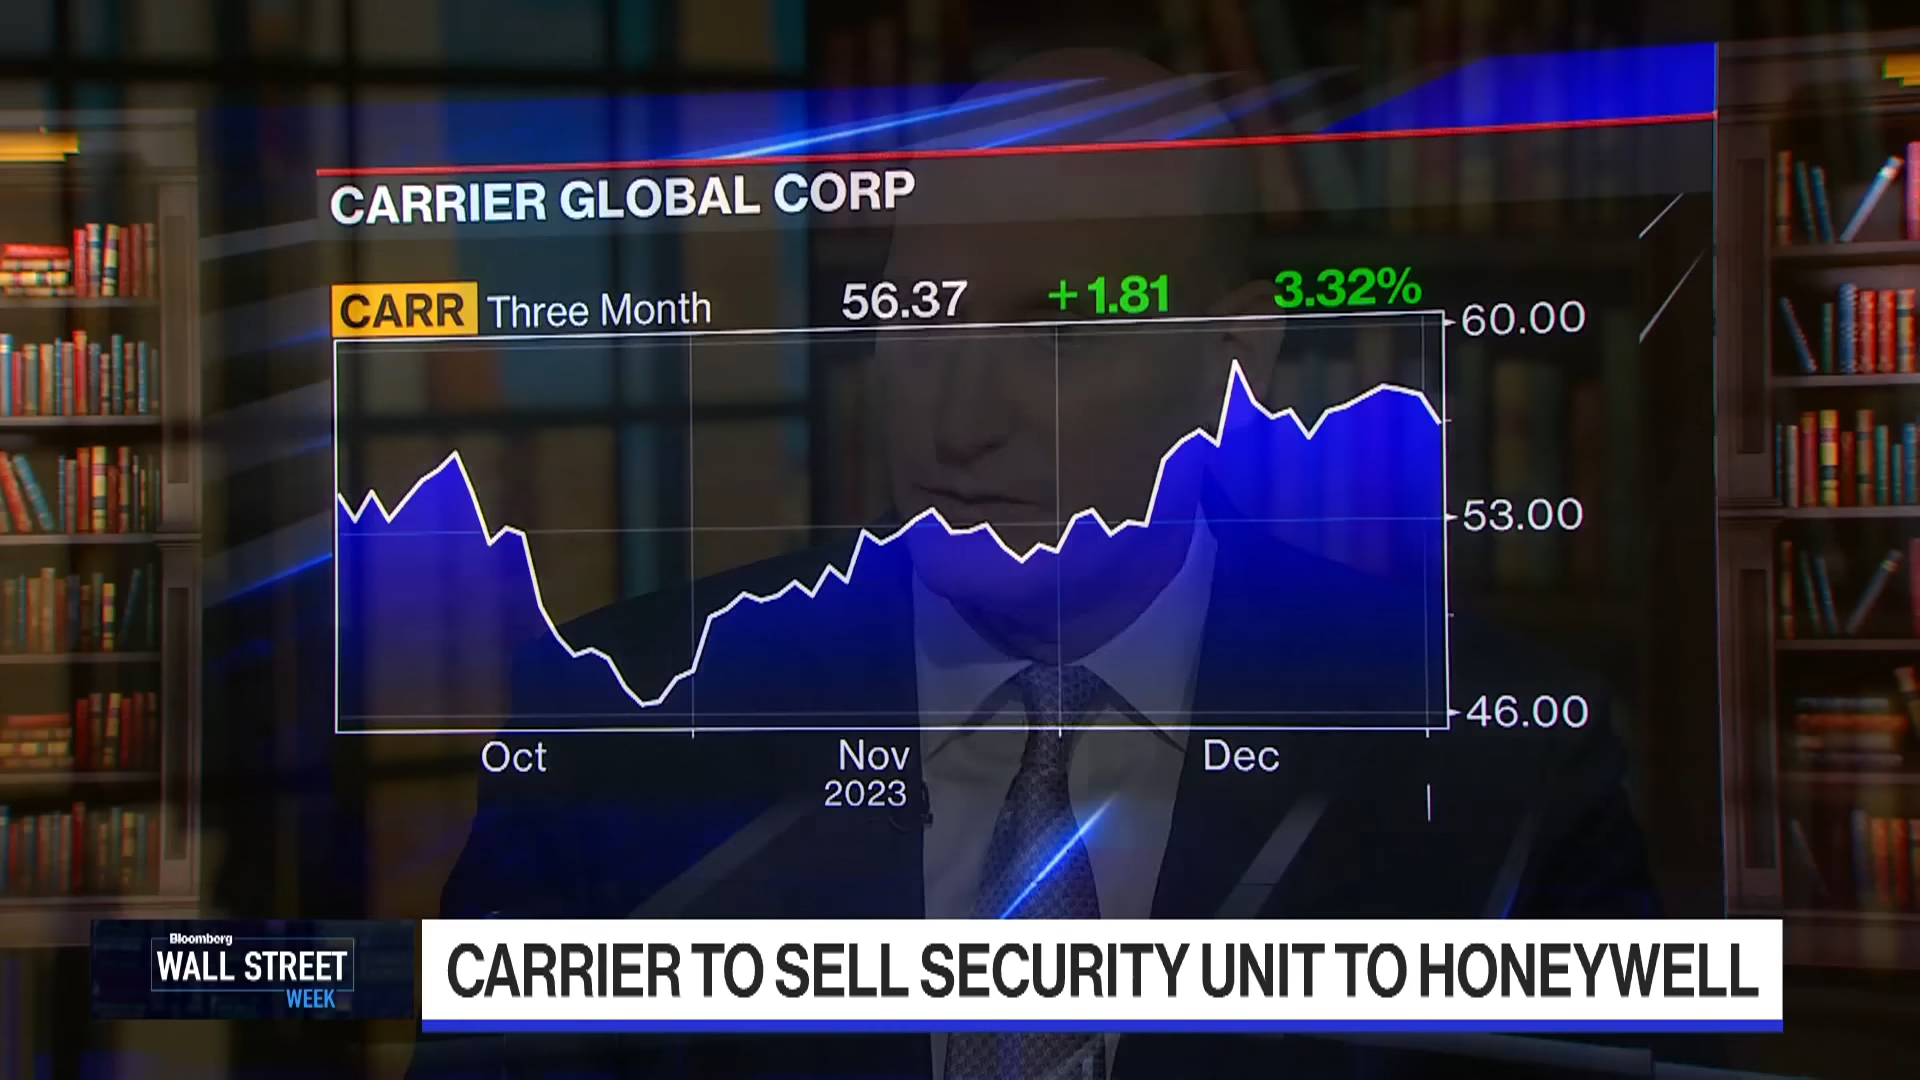 CARRIER GLOBAL CORP
CARR Three Month 56.37 +1.81 3.32%
60.00
53.00
46.00
Oct Nov Dec
2023
Bloomberg
WALL STREET
WEEK
CARRIER TO SELL SECURITY UNIT TO HONEYWELL